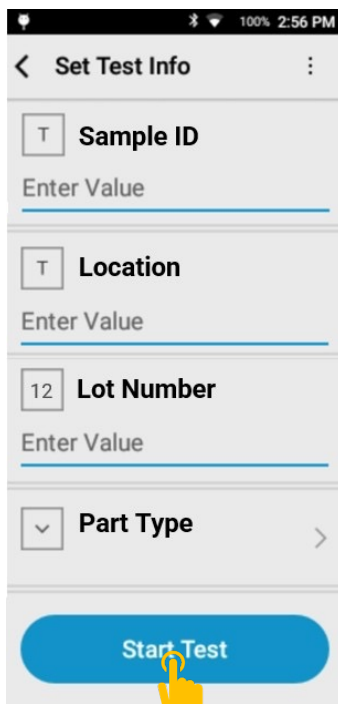 100% 2:56 PM
Set Test Info
T Sample ID
Enter Value
T Location
Enter Value
12 Lot Number
Enter Value
Part Type
Start Test